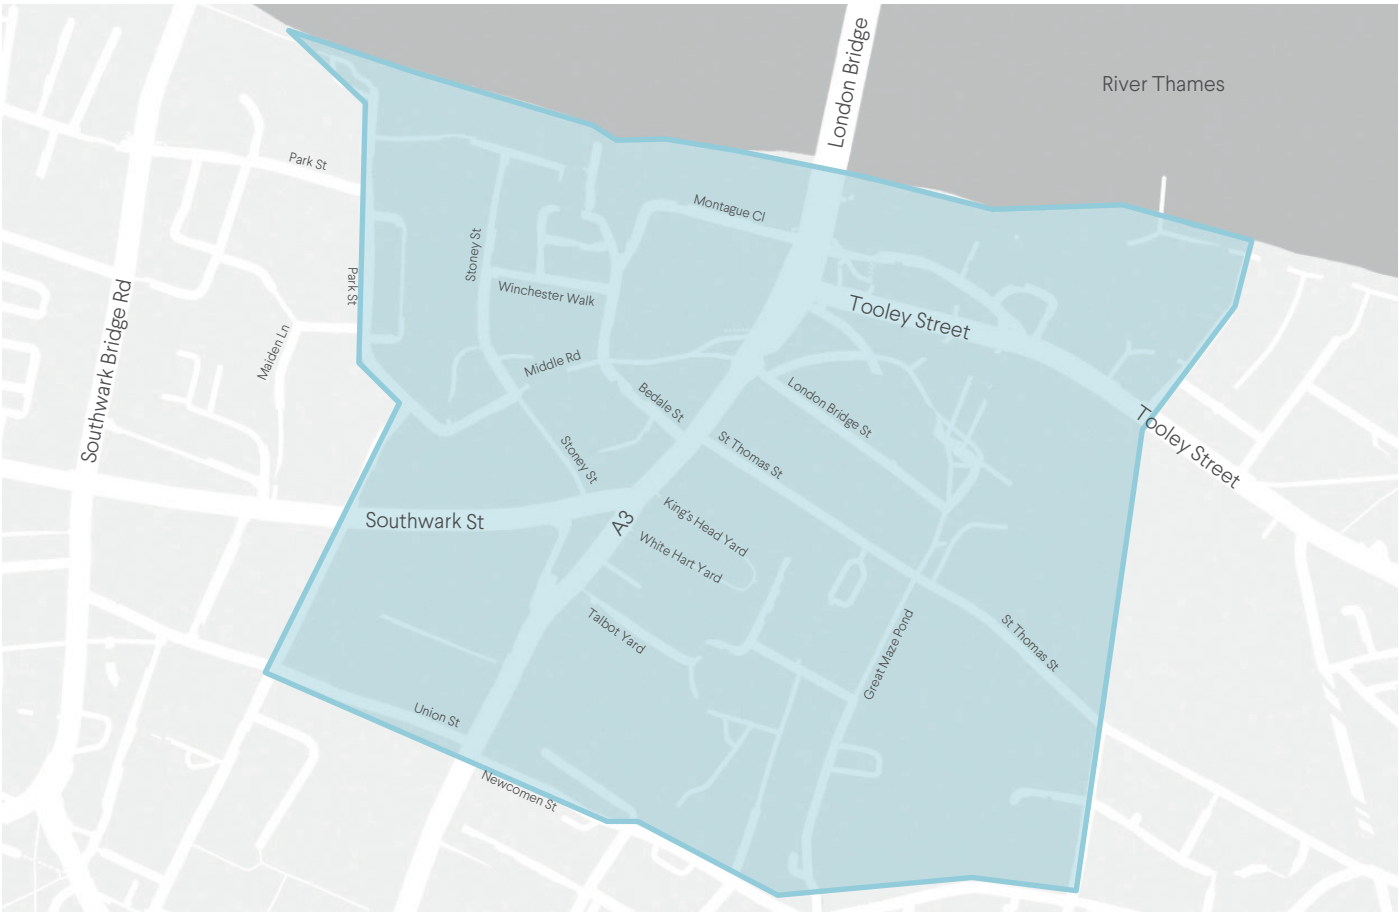 London Bridge
River Thames
Park St
Montague Cl
Stoney St
Park St
Winchester Walk
Southwark Bridge Rd
Tooley Street
Maiden Ln
Middle Rd
Bedale St
London Bridge St
Tooley Street
St Thomas St
Stoney St
Southwark St
A3
King's Head Yard
White Hart Yard
Talbot Yard
Great Maze Pond
St Thomas St
Union St
Newcomen St